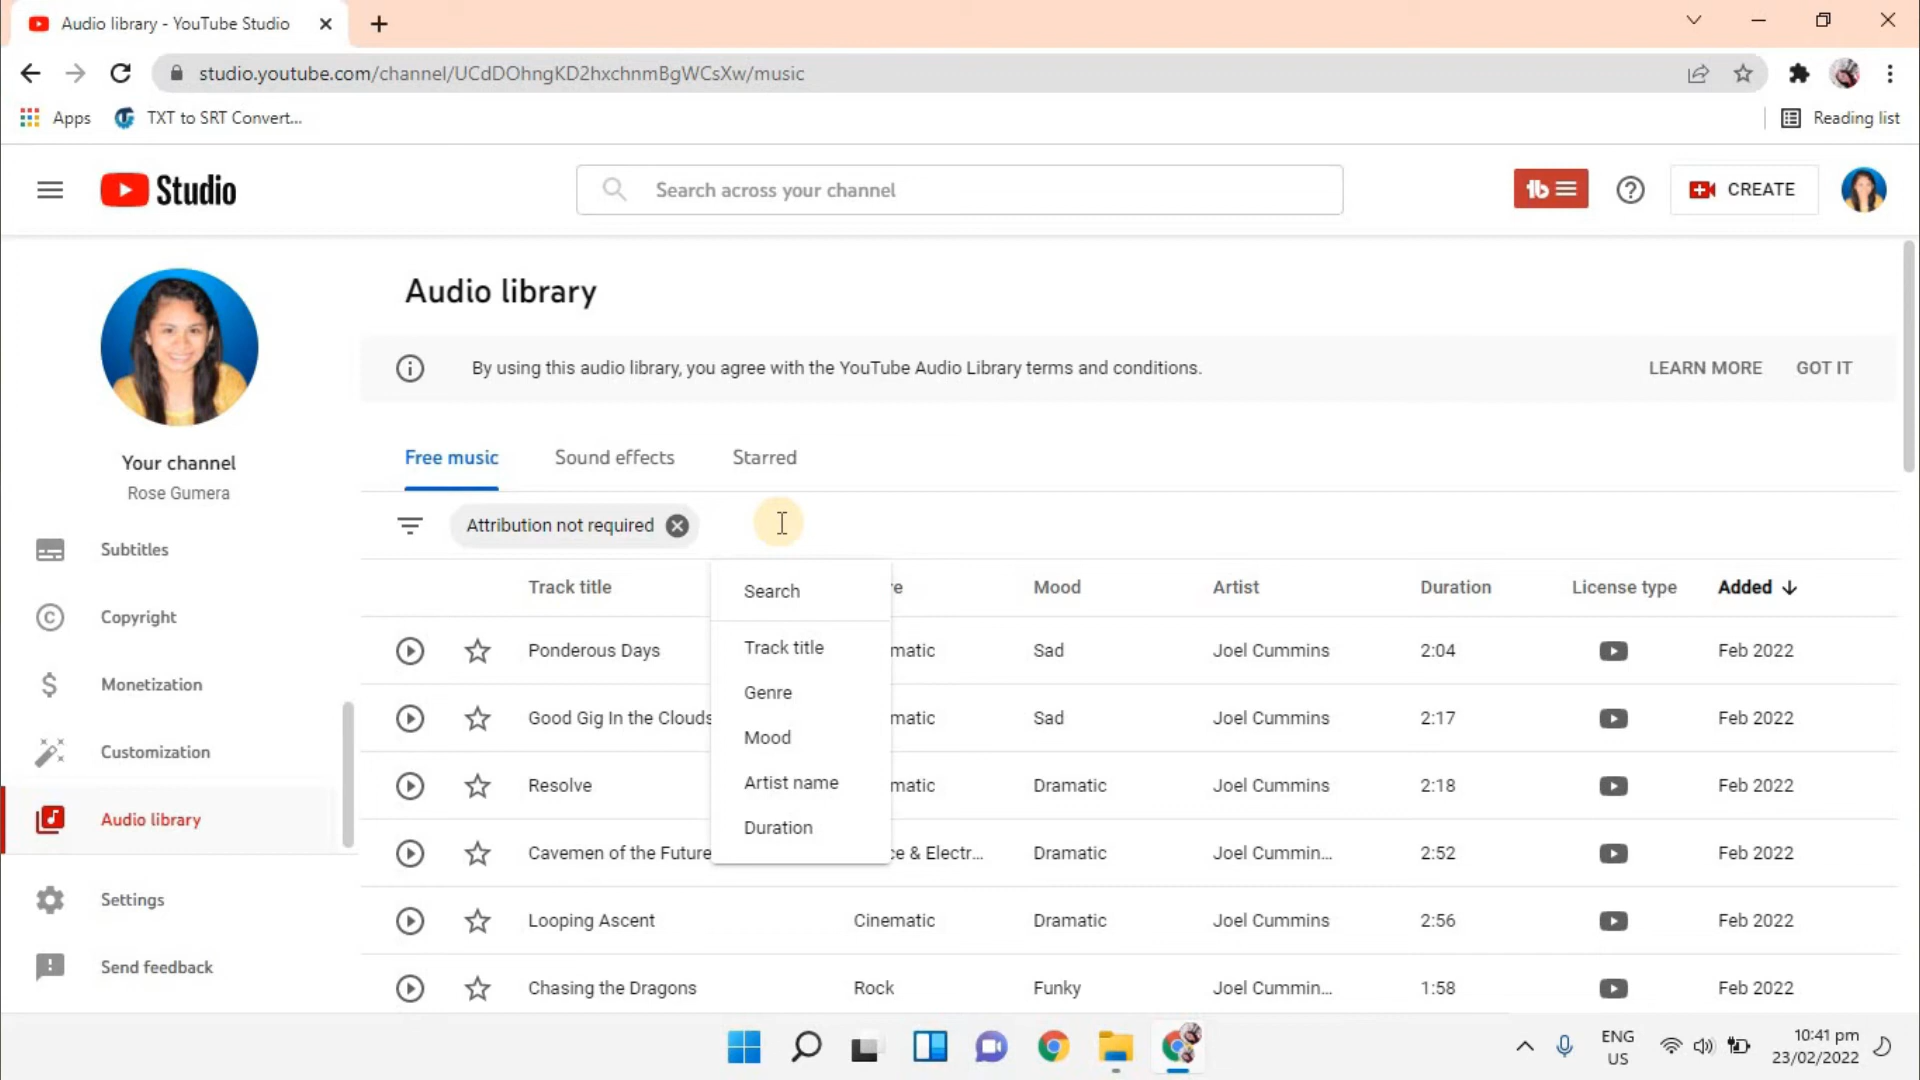 Audio library - YouTube Studio
studio.youtube.com/channel/UCdDOhngKD2hxchnmBgWCsXw/music
Apps
TXT to SRT Convert...
Reading list
Studio
Search across your channel
CREATE
Your channel
Rose Gumera
Subtitles
Copyright
Monetization
Customization
Audio library
Settings
Send feedback
Audio library
By using this audio library, you agree with the YouTube Audio Library terms and conditions.
LEARN MORE
GOT IT
Free music
Sound effects
Starred
Attribution not required
Search
Track title
Genre
Mood
Artist name
Duration
Track title re Mood Artist Duration License type Added
Ponderous Days matic Sad Joel Cummins 2:04 Feb 2022
Good Gig In the Clouds matic Sad Joel Cummins 2:17 Feb 2022
Resolve matic Dramatic Joel Cummins 2:18 Feb 2022
Cavemen of the Future ce & Electr... Dramatic Joel Cummin... 2:52 Feb 2022
Looping Ascent Cinematic Dramatic Joel Cummins 2:56 Feb 2022
Chasing the Dragons Rock Funky Joel Cummin... 1:58 Feb 2022
ENG
US
10:41 pm
23/02/2022